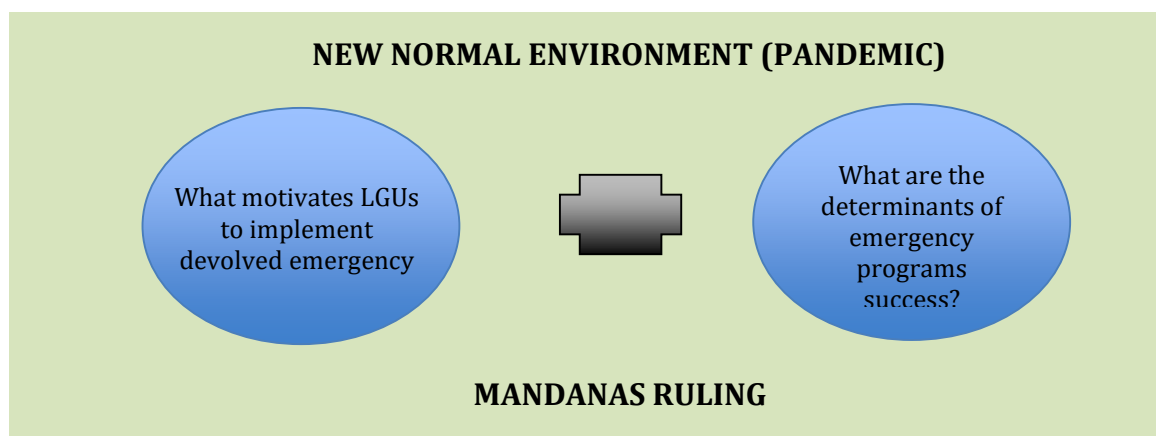 NEW NORMAL ENVIRONMENT (PANDEMIC)
What motivates LGUs
to implement
devolved emergency
What are the
determinants of
emergency
programs
success?
MANDANAS RULING